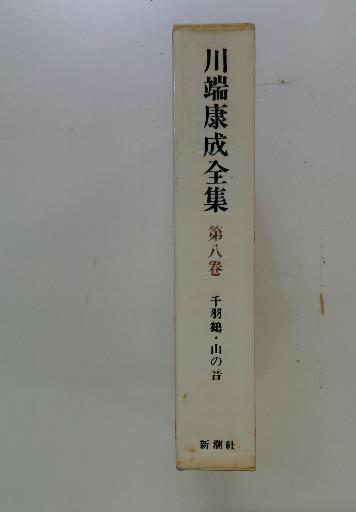 川端康成全集
第八巻
千羽鶴・山の音
新潮社